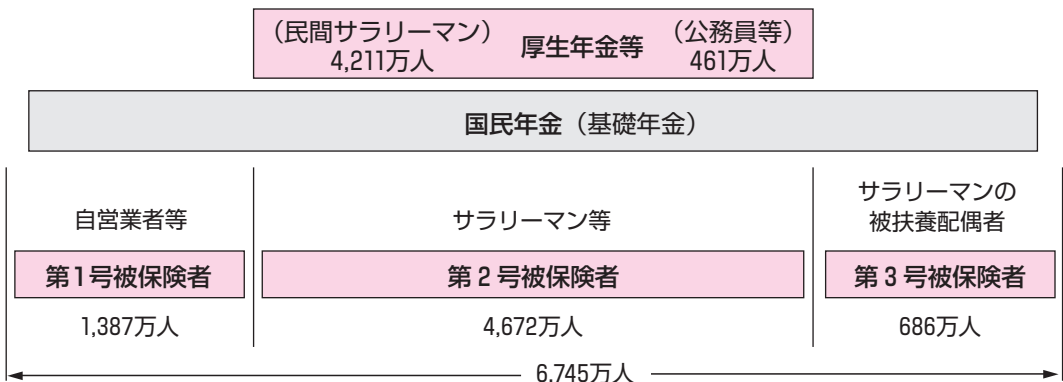 （民間サラリーマン） 厚生年金等 （公務員等）
4,211万人 461万人
国民年金（基礎年金）
自営業者等 サラリーマン等 サラリーマンの
被扶養配偶者
第1号被保険者 第2号被保険者 第3号被保険者
1,387万人 4,672万人 686万人
6,745万人